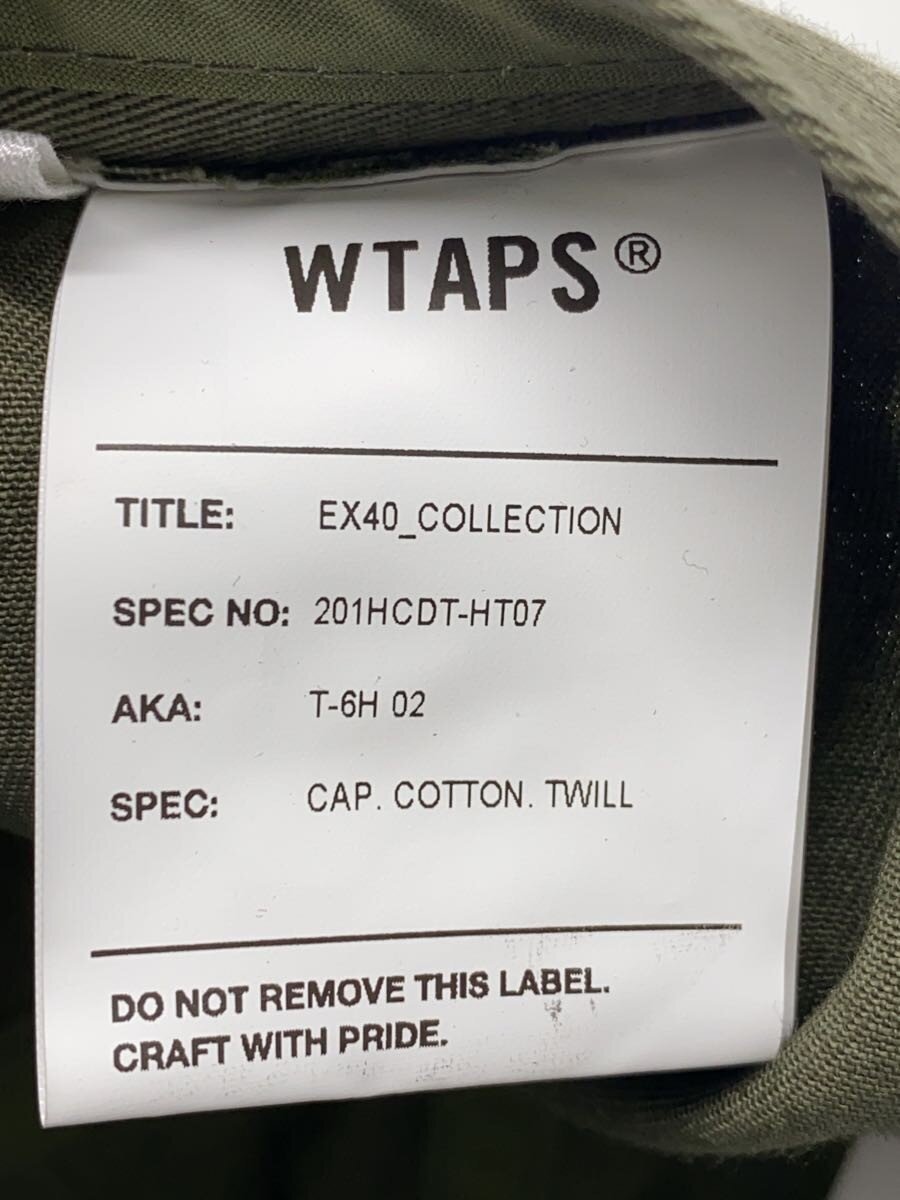 WTAPS®
TITLE: EX40_COLLECTION
SPEC NO: 201HCDT-HT07
AKA: T-6H 02
SPEC: CAP. COTTON. TWILL
DO NOT REMOVE THIS LABEL.
CRAFT WITH PRIDE.